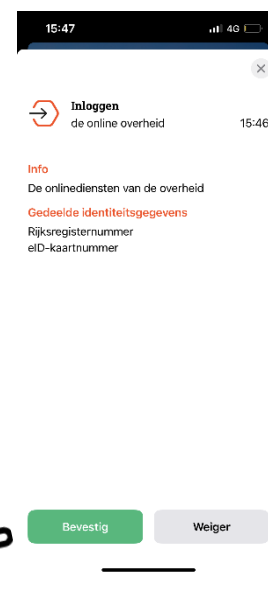 15:47
4G
Inloggen
de online overheid 15:46
Info
De onlinediensten van de overheid
Gedeelde identiteitsgegevens
Rijksregisternummer
eID-kaartnummer
Bevestig Weiger